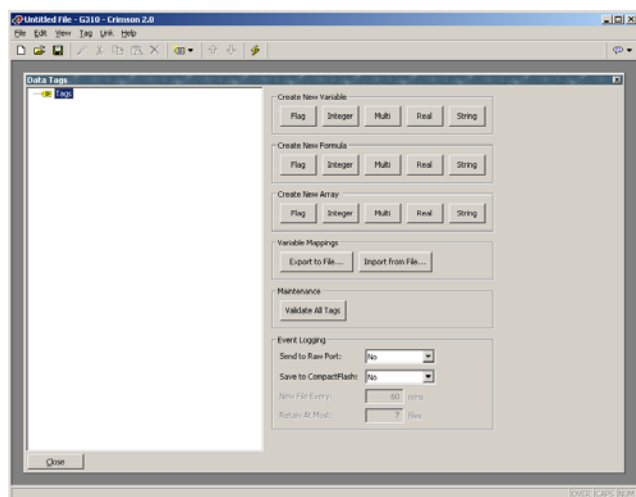 Untitled File - G310 - Crimson 2.0
File Edit View Tag Link Help
Data Tags
Tags
Create New Variable
Flag Integer Multi Real String
Create New Formula
Flag Integer Multi Real String
Create New Array
Flag Integer Multi Real String
Variable Mappings
Export to File... Import from File...
Maintenance
Validate All Tags
Event Logging
Send to Raw Port: No
Save to CompactFlash: No
New File Every: 60 mins
Retain At Most: 7 files
Close
OVER CAPS NUM